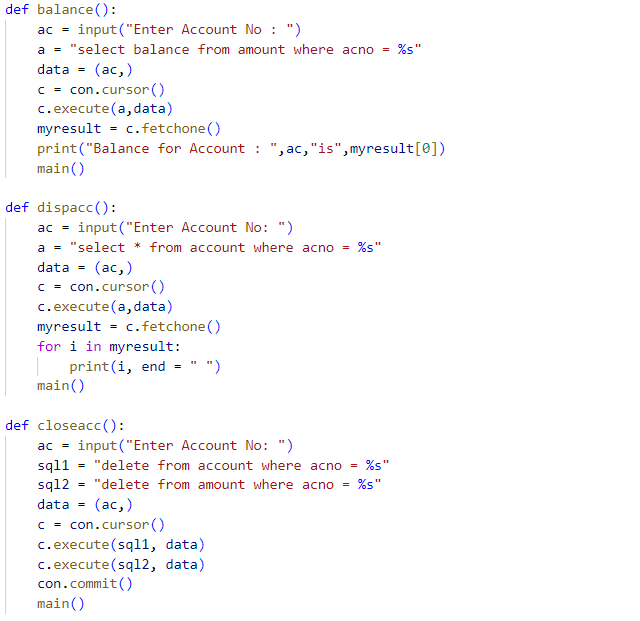 def balance():
    ac = input("Enter Account No : ")
    a = "select balance from amount where acno = %s"
    data = (ac,)
    c = con.cursor()
    c.execute(a,data)
    myresult = c.fetchone()
    print("Balance for Account : ",ac,"is",myresult[0])
    main()

def dispacc():
    ac = input("Enter Account No: ")
    a = "select * from account where acno = %s"
    data = (ac,)
    c = con.cursor()
    c.execute(a,data)
    myresult = c.fetchone()
    for i in myresult:
        print(i, end = " ")
    main()

def closeacc():
    ac = input("Enter Account No: ")
    sql1 = "delete from account where acno = %s"
    sql2 = "delete from amount where acno = %s"
    data = (ac,)
    c = con.cursor()
    c.execute(sql1, data)
    c.execute(sql2, data)
    con.commit()
    main()